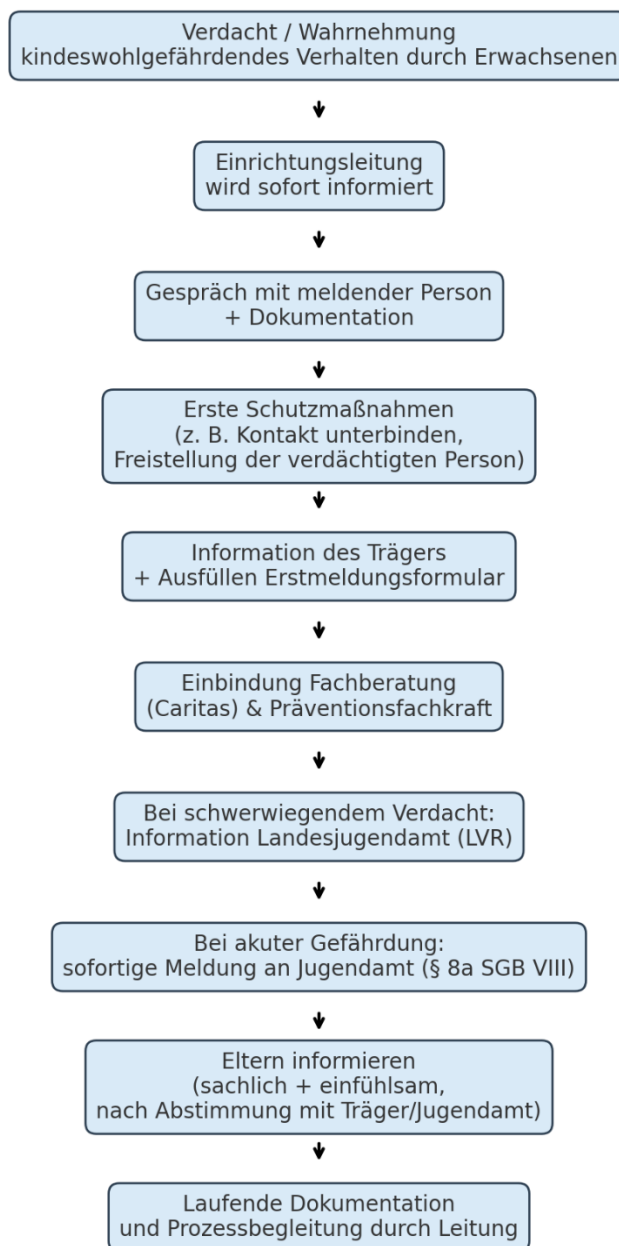 Verdacht / Wahrnehmung
kindeswohlgefährdendes Verhalten durch Erwachsenen
Einrichtungsleitung
wird sofort informiert
Gespräch mit meldender Person
+ Dokumentation
Erste Schutzmaßnahmen
(z. B. Kontakt unterbinden,
Freistellung der verdächtigten Person)
Information des Trägers
+ Ausfüllen Erstmeldungsformular
Einbindung Fachberatung
(Caritas) & Präventionsfachkraft
Bei schwerwiegendem Verdacht:
Information Landesjugendamt (LVR)
Bei akuter Gefährdung:
sofortige Meldung an Jugendamt (§ 8a SGB VIII)
Eltern informieren
(sachlich + einfühlsam,
nach Abstimmung mit Träger/Jugendamt)
Laufende Dokumentation
und Prozessbegleitung durch Leitung